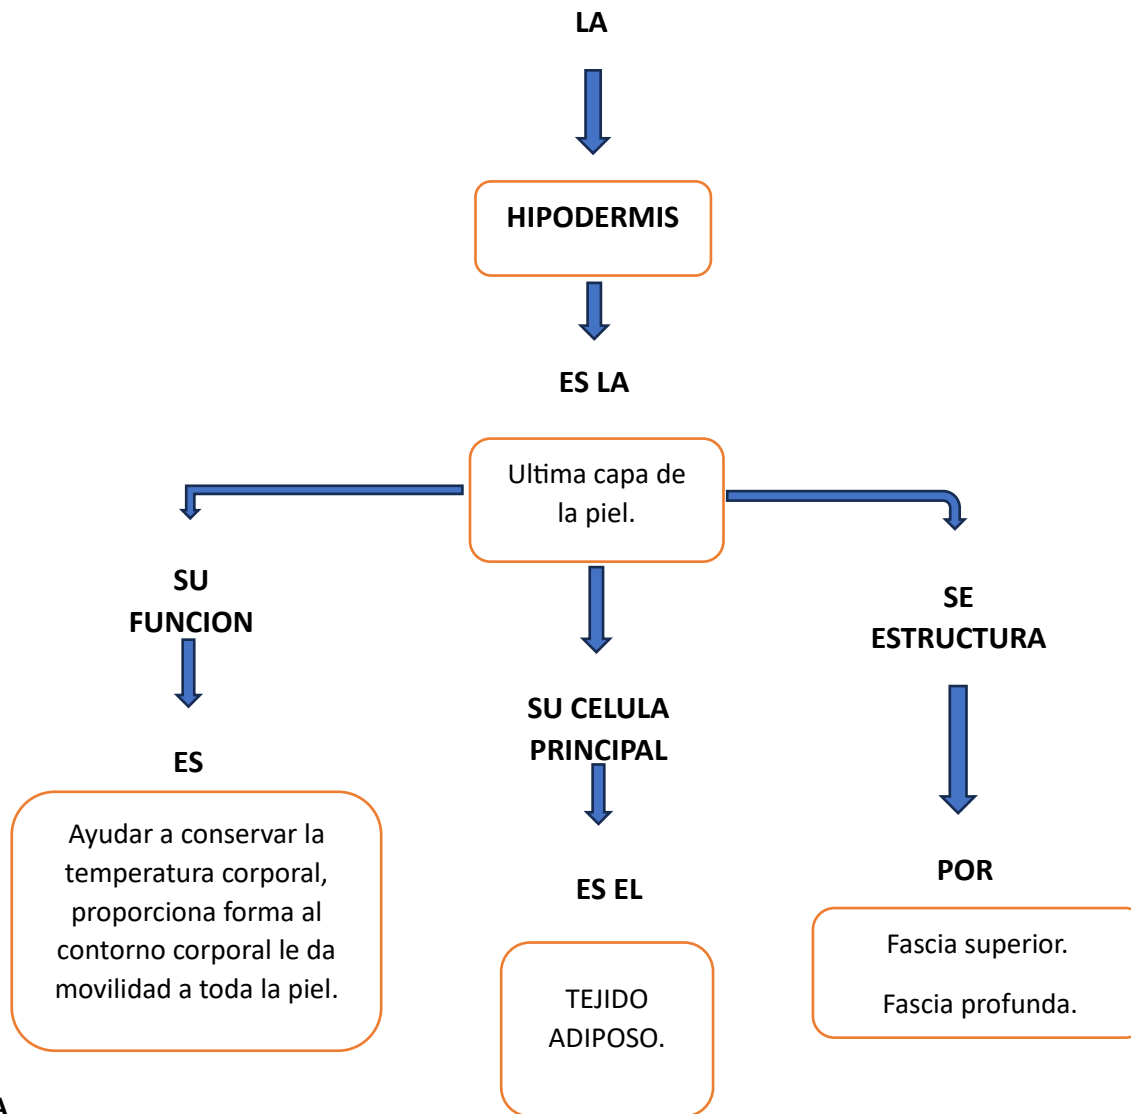 LA
HIPODERMIS
ES LA
Ultima capa de
la piel.
SU
FUNCION
ES
Ayudar a conservar la
temperatura corporal,
proporciona forma al
contorno corporal le da
movilidad a toda la piel.
SU CELULA
PRINCIPAL
ES EL
TEJIDO
ADIPOSO.
SE
ESTRUCTURA
POR
Fascia superior.
Fascia profunda.
A